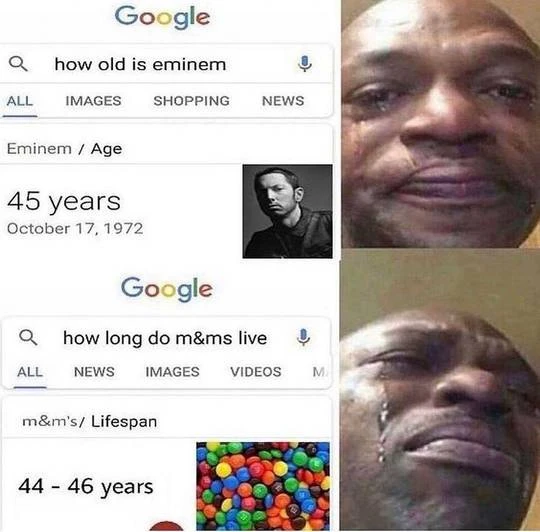 Google
how old is eminem
ALL IMAGES SHOPPING NEWS
Eminem / Age
45 years
October 17, 1972
Google
how long do m&ms live
ALL NEWS IMAGES VIDEOS M
m&m's/ Lifespan
44 - 46 years